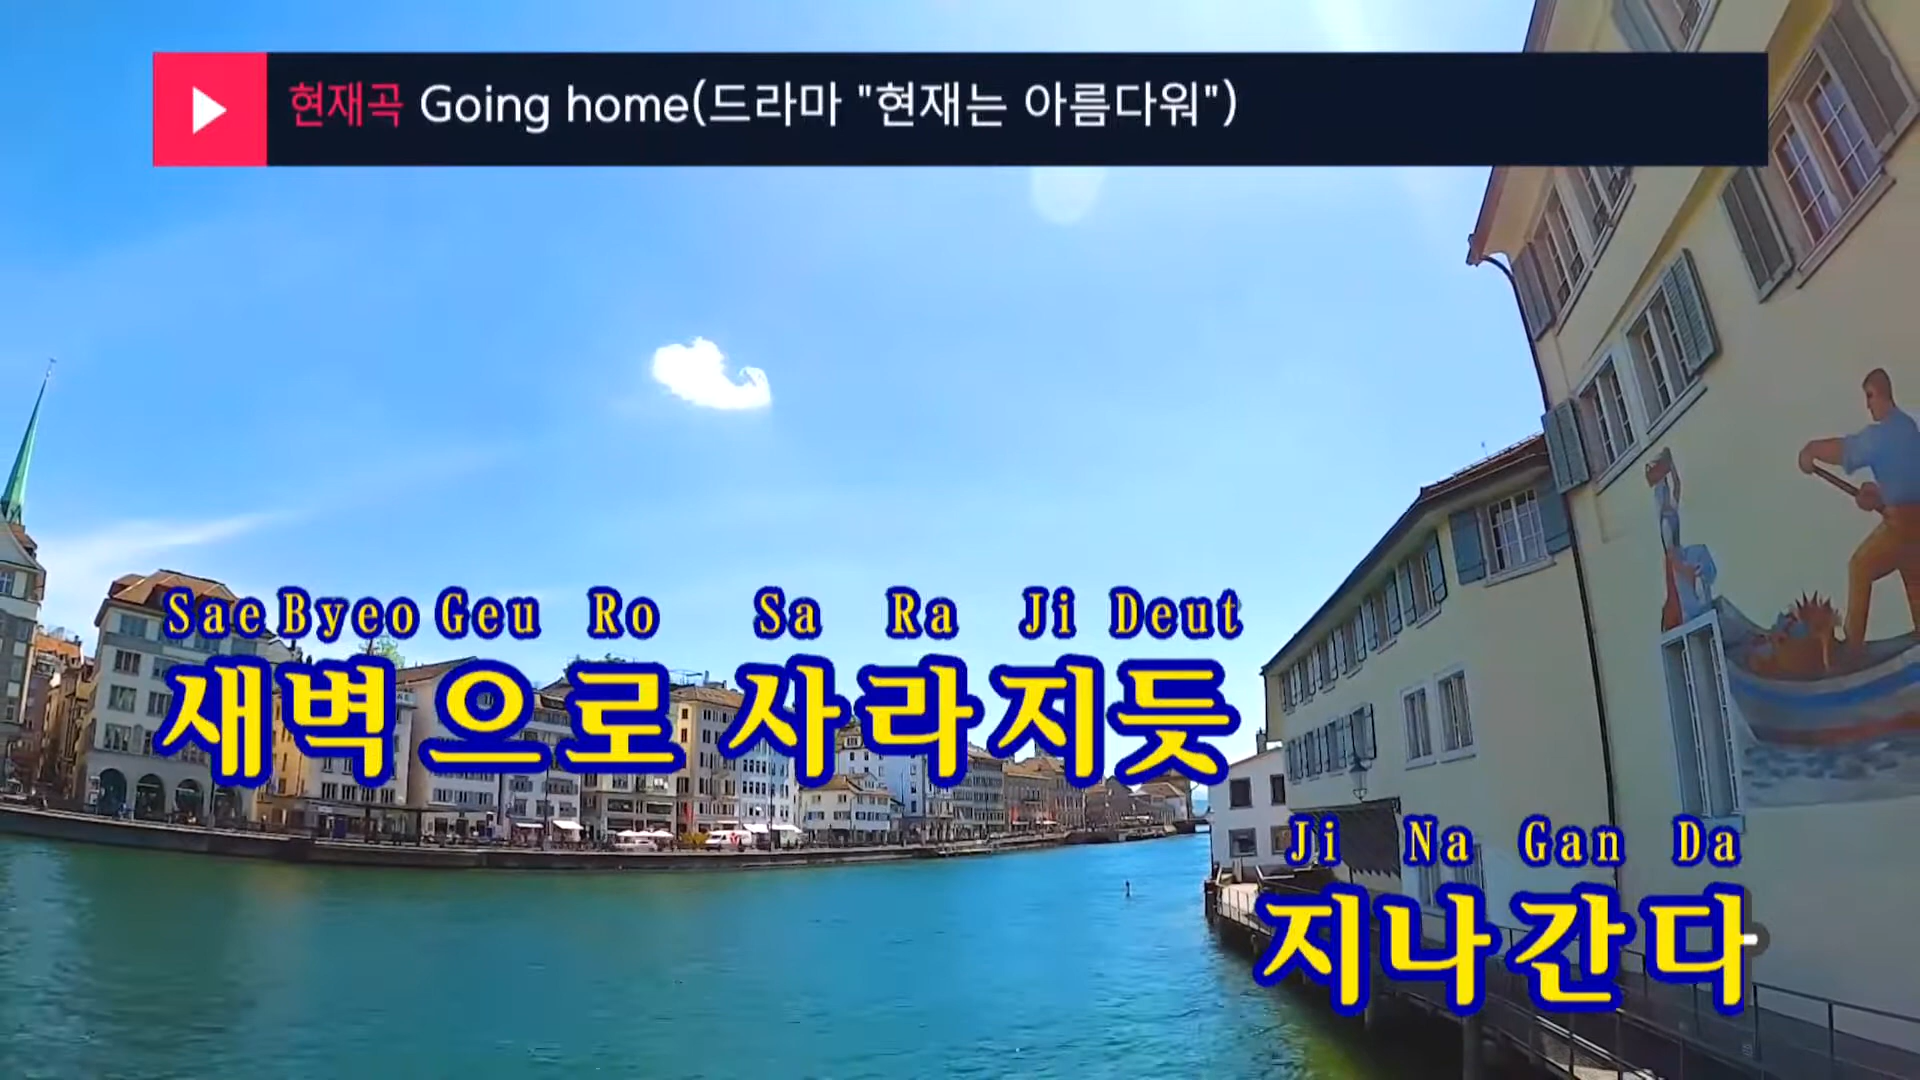 현재곡 Going home(드라마 "현재는 아름다워")
Sae Byeo Geu Ro Sa Ra Ji Deut
새벽으로 사라지듯
Ji Na Gan Da
지나간다